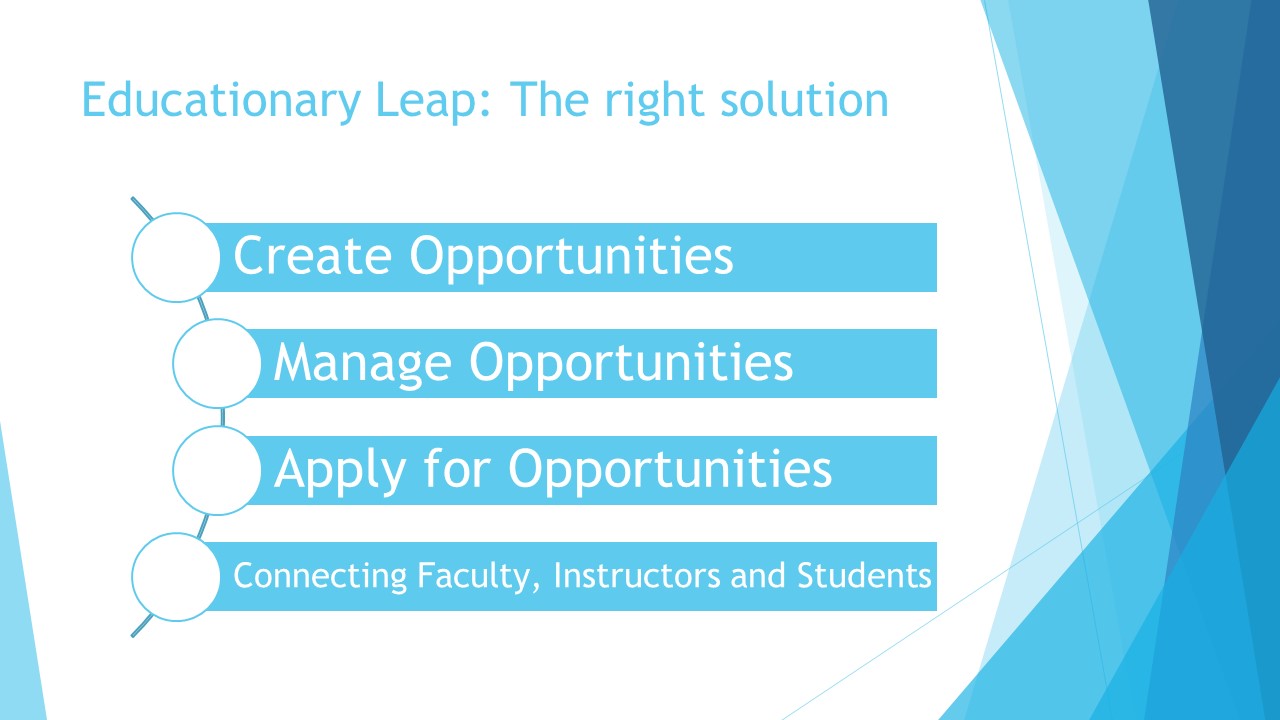 Educationary Leap: The right solution
Create Opportunities
Manage Opportunities
Apply for Opportunities
Connecting Faculty, Instructors and Students